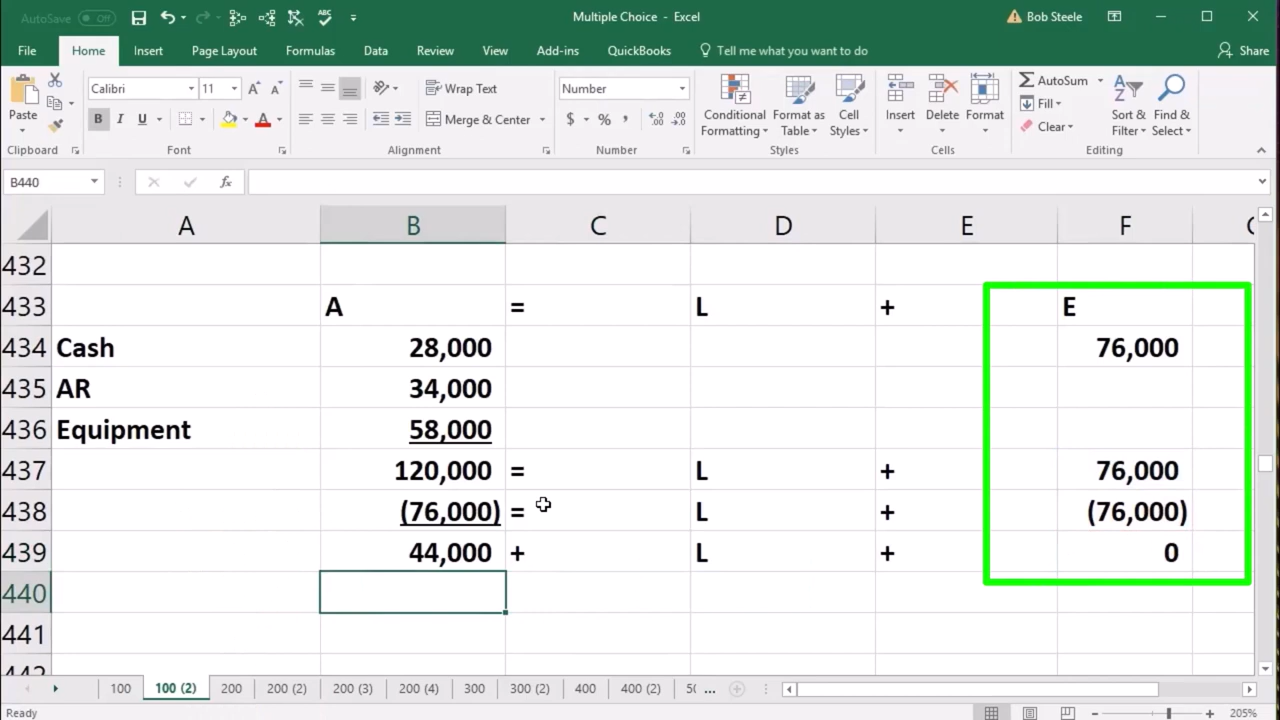 AutoSave Off Multiple Choice - Excel Bob Steele
File Home Insert Page Layout Formulas Data Review View Add-ins QuickBooks Tell me what you want to do Share
Paste Calibri 11 Wrap Text Number Conditional Formatting Format as Table Cell Styles Insert Delete Format AutoSum Sort & Filter Find & Select
B I U Merge & Center $ % , Fill
Clear
Clipboard Font Alignment Number Styles Cells Editing
B440 fx
A B C D E F
432
433 A = L + E
434 Cash 28,000 76,000
435 AR 34,000
436 Equipment 58,000
437 120,000 = L + 76,000
438 (76,000) = L + (76,000)
439 44,000 + L + 0
440
441
442
100 100 (2) 200 200 (2) 200 (3) 200 (4) 300 300 (2) 400 400 (2) ...
Ready 205%